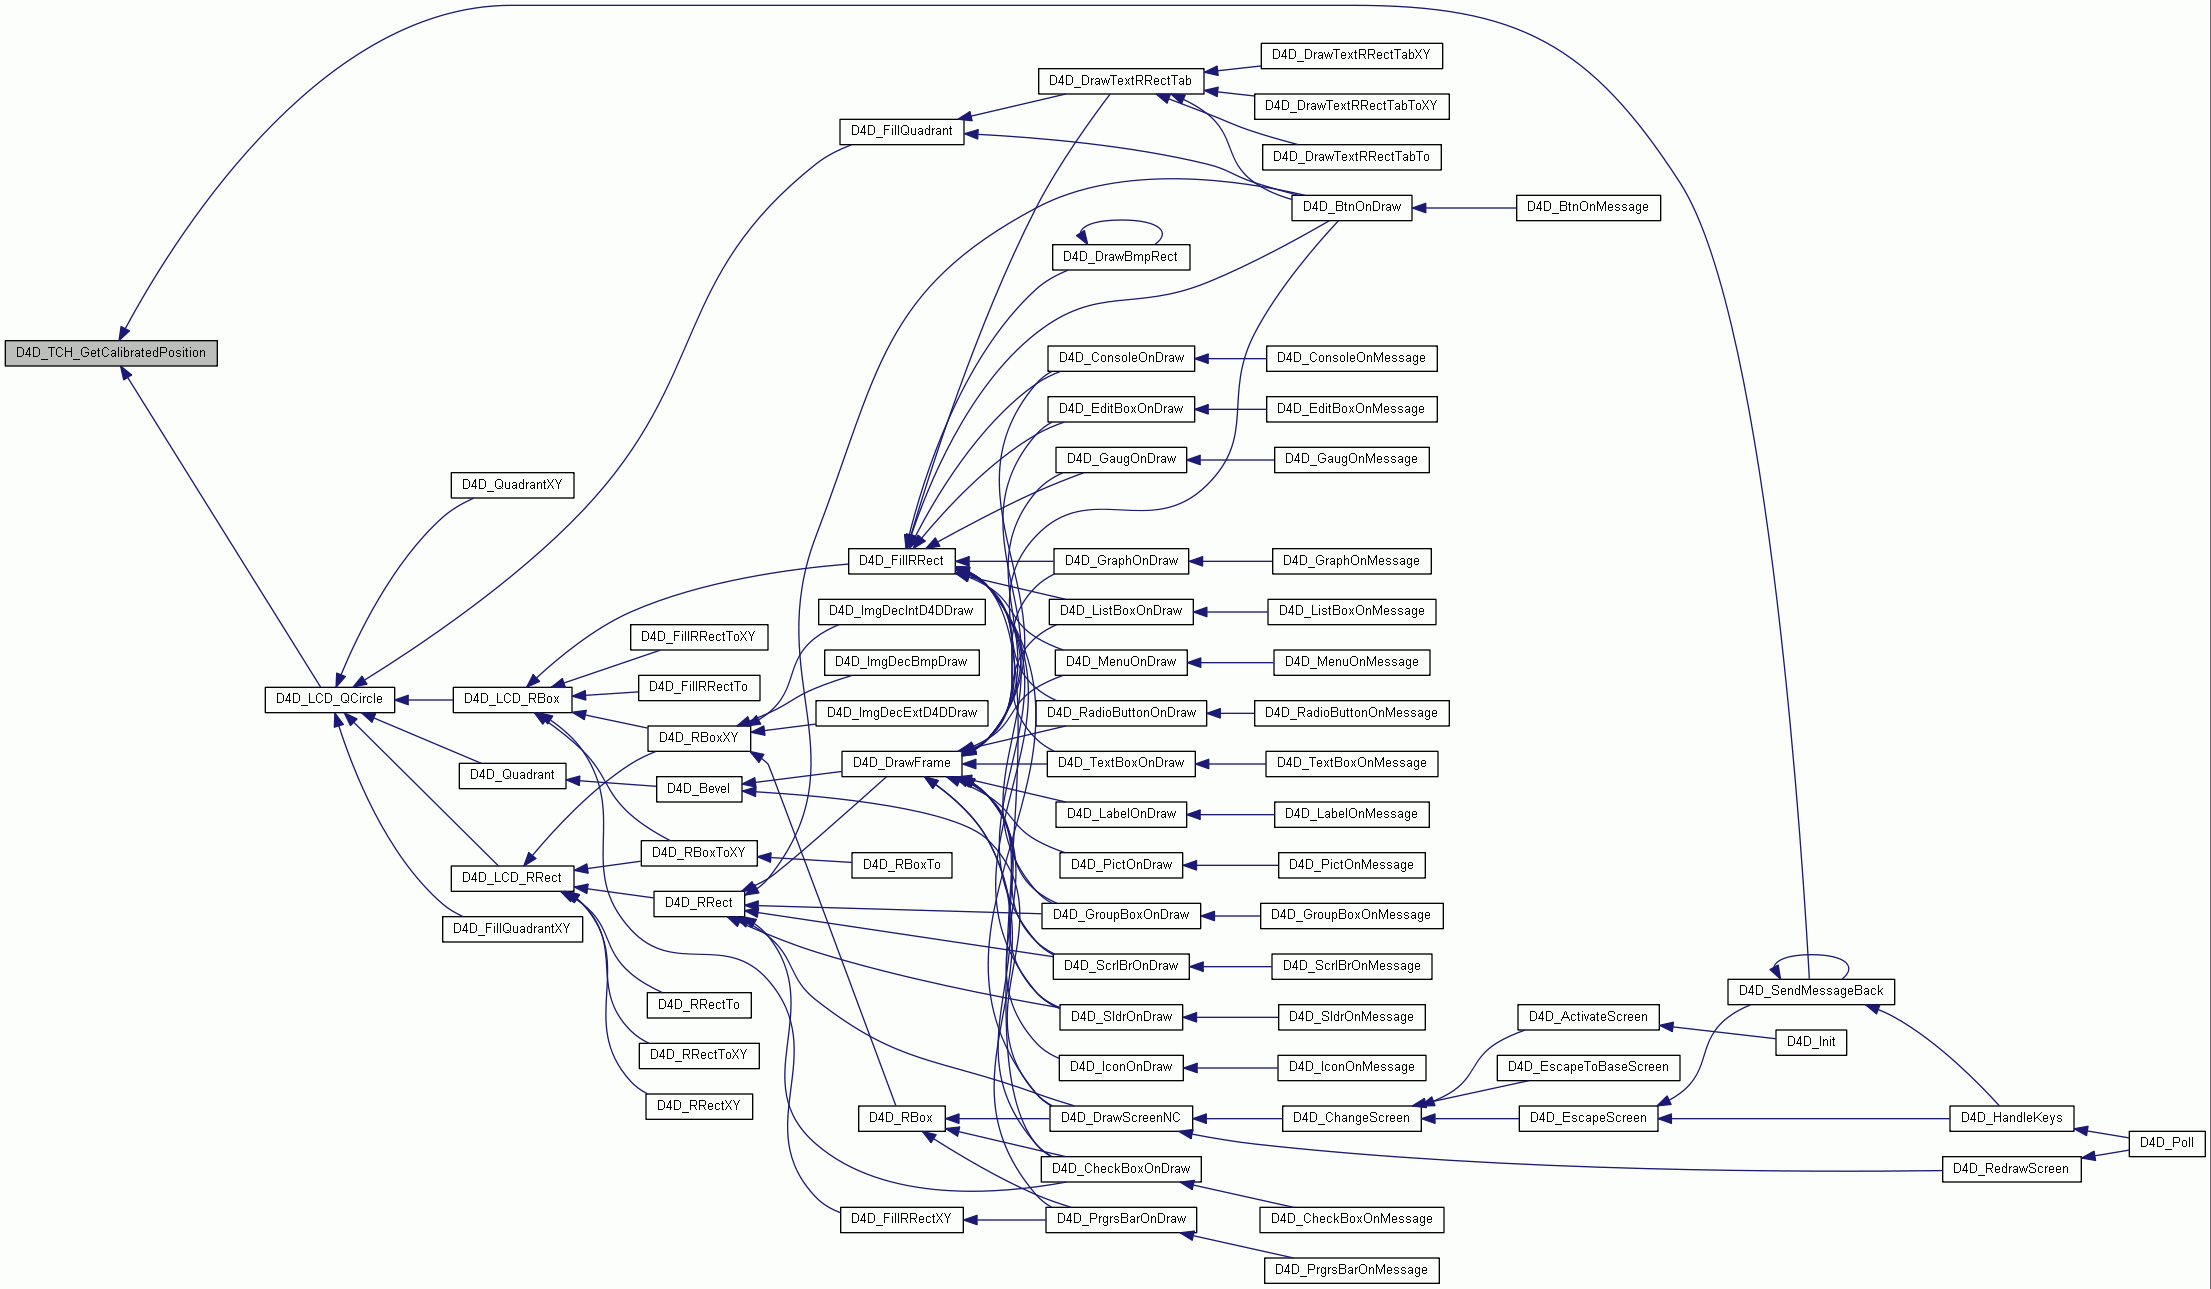 D4D_DrawTextRRectTabXY
D4D_DrawTextRRectTab
D4D_DrawTextRRectTabToXY
D4D_FillQuadrant
D4D_DrawTextRRectTabTo
D4D_BtnOnDraw
D4D_BtnOnMessage
D4D_DrawBmpRect
D4D_TCH_GetCalibratedPosition
D4D_ConsoleOnDraw
D4D_ConsoleOnMessage
D4D_EditBoxOnDraw
D4D_EditBoxOnMessage
D4D_GaugOnDraw
D4D_GaugOnMessage
D4D_QuadrantXY
D4D_FillRRect
D4D_GraphOnDraw
D4D_GraphOnMessage
D4D_ImgDecIntD4DDraw
D4D_ListBoxOnDraw
D4D_ListBoxOnMessage
D4D_FillRRectToXY
D4D_ImgDecBmpDraw
D4D_MenuOnDraw
D4D_MenuOnMessage
D4D_FillRRectTo
D4D_LCD_QCircle
D4D_LCD_RBox
D4D_ImgDecExtD4DDraw
D4D_RadioButtonOnDraw
D4D_RadioButtonOnMessage
D4D_RBoxXY
D4D_DrawFrame
D4D_TextBoxOnDraw
D4D_TextBoxOnMessage
D4D_Quadrant
D4D_Bevel
D4D_LabelOnDraw
D4D_LabelOnMessage
D4D_RBoxToXY
D4D_RBoxTo
D4D_PictOnDraw
D4D_PictOnMessage
D4D_LCD_RRect
D4D_RRect
D4D_GroupBoxOnDraw
D4D_GroupBoxOnMessage
D4D_FillQuadrantXY
D4D_ScrlBrOnDraw
D4D_ScrlBrOnMessage
D4D_SendMessageBack
D4D_RRectTo
D4D_SldrOnDraw
D4D_SldrOnMessage
D4D_ActivateScreen
D4D_Init
D4D_RRectToXY
D4D_IconOnDraw
D4D_IconOnMessage
D4D_EscapeToBaseScreen
D4D_RRectXY
D4D_RBox
D4D_DrawScreenNC
D4D_ChangeScreen
D4D_EscapeScreen
D4D_HandleKeys
D4D_Poll
D4D_CheckBoxOnDraw
D4D_RedrawScreen
D4D_FillRRectXY
D4D_PrgrsBarOnDraw
D4D_CheckBoxOnMessage
D4D_PrgrsBarOnMessage